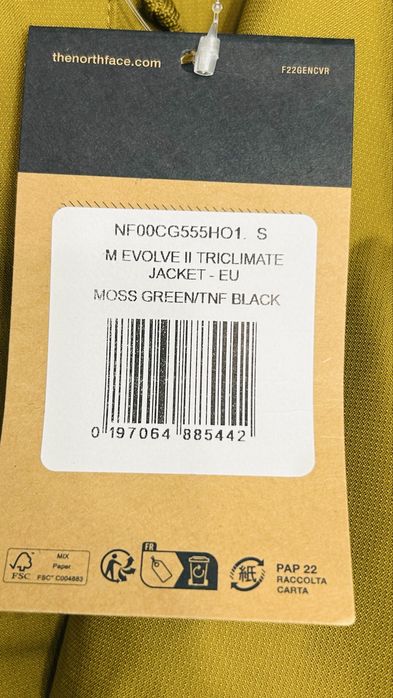 thenorthface.com
F22GENCVR
NF00CG555HO1. S
M EVOLVE II TRICLIMATE
JACKET - EU
MOSS GREEN/TNF BLACK
0 197064 885442
FSC
MIX
Paper
FSC® C004883
FR
紙
PAP 22
RACCOLTA
CARTA